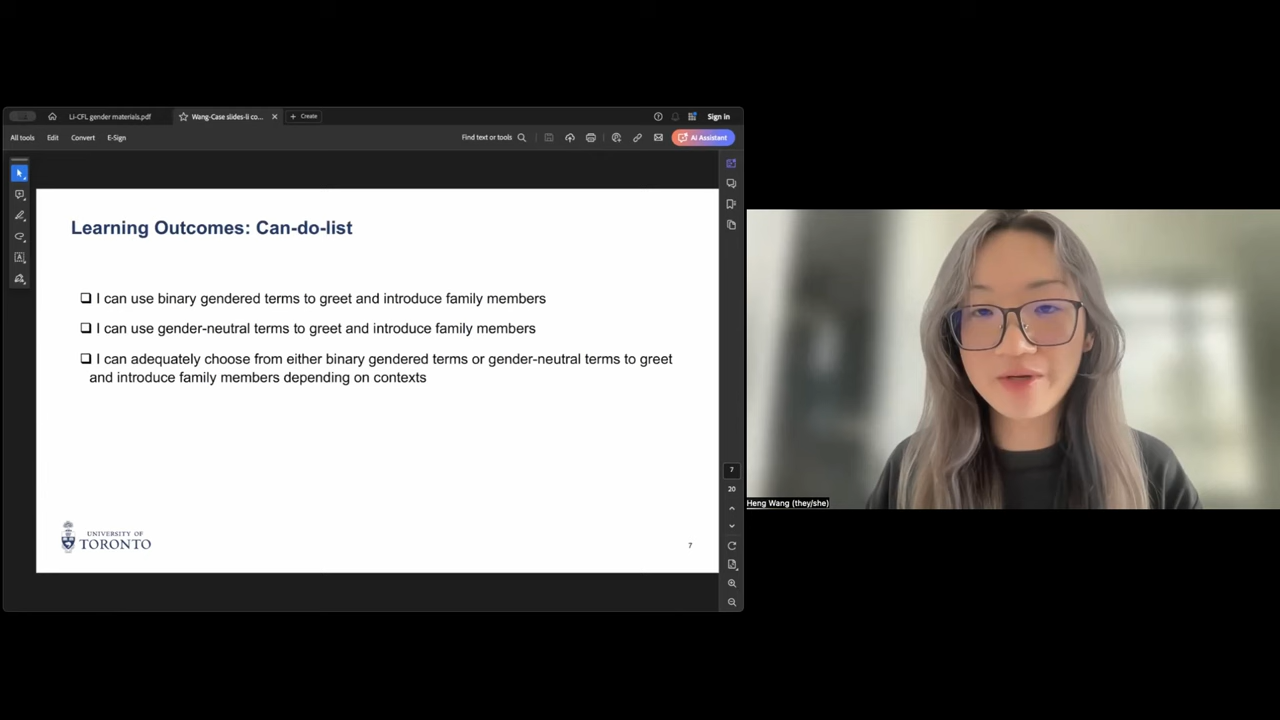 Li-CFL gender materials.pdf
Wang-Case slides-li co...
Create
Sign in
All tools
Edit
Convert
E-Sign
Find text or tools
AI Assistant
Learning Outcomes: Can-do-list
I can use binary gendered terms to greet and introduce family members
I can use gender-neutral terms to greet and introduce family members
I can adequately choose from either binary gendered terms or gender-neutral terms to greet
and introduce family members depending on contexts
7
20
UNIVERSITY OF
TORONTO
7
Heng Wang (they/she)